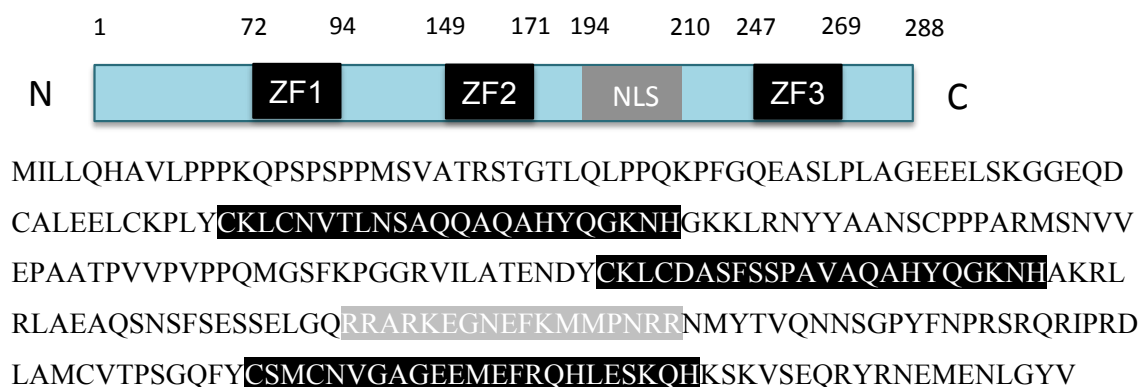 1 72 94 149 171 194 210 247 269 288
N ZF1 ZF2 NLS ZF3 C
MILLQHAVLPPPKQPSPSPPMSVATRSTGTLQLPPQKPFGQEASLPLAGEEELSKGGEQD
CALEELCKPLYCKLCNVTLNSAQQAQAHYQGKNHGKKLRNYYAANSCPPPARMSNVV
EPAATPVVPVPPQMGSFKPGGRVILATENDYCKLCDASFSSPAVAQAHYQGKNHAKRL
RLAEAQSNSFSESSELGQRRARKEGNEFKMMPNRRNMYTVQNNSGPYFNPRSRQRIPRD
LAMCVTPSGQFYCSMCNVGAGEEMEFRQHLESKQHKSKVSEQRYRNEMENLGYV